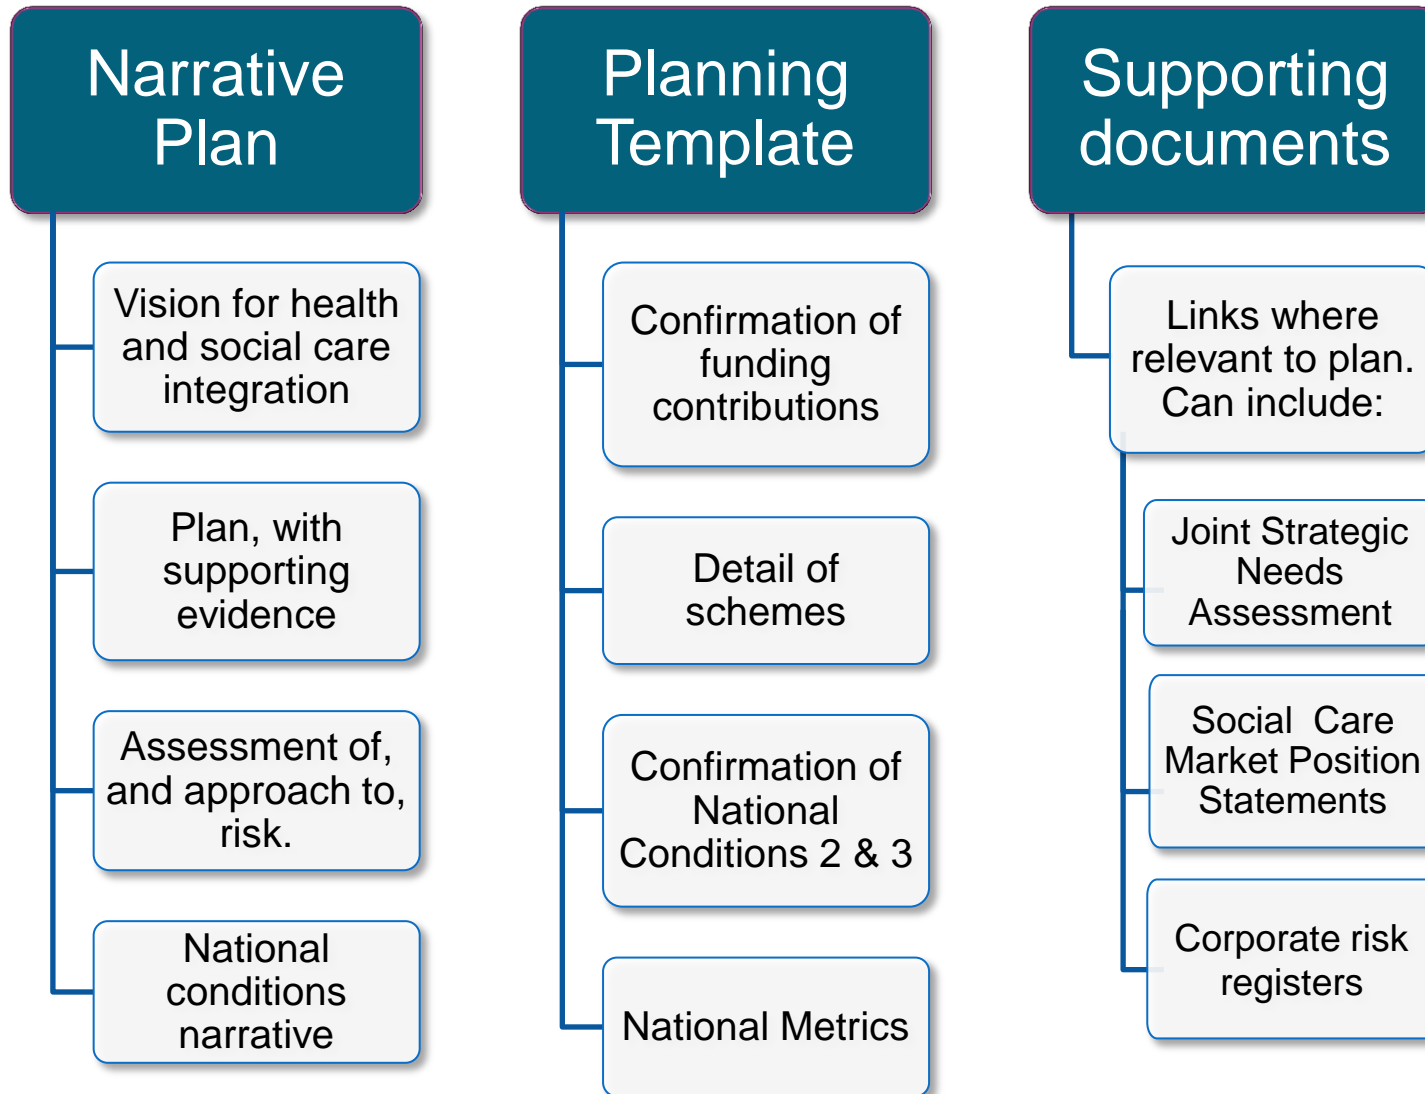 Narrative
Plan
Vision for health
and social care
integration
Plan, with
supporting
evidence
Assessment of,
and approach to,
risk.
National
conditions
narrative
Planning
Template
Confirmation of
funding
contributions
Detail of
schemes
Confirmation of
National
Conditions 2 & 3
National Metrics
Supporting
documents
Links where
relevant to plan.
Can include:
Joint Strategic
Needs
Assessment
Social Care
Market Position
Statements
Corporate risk
registers